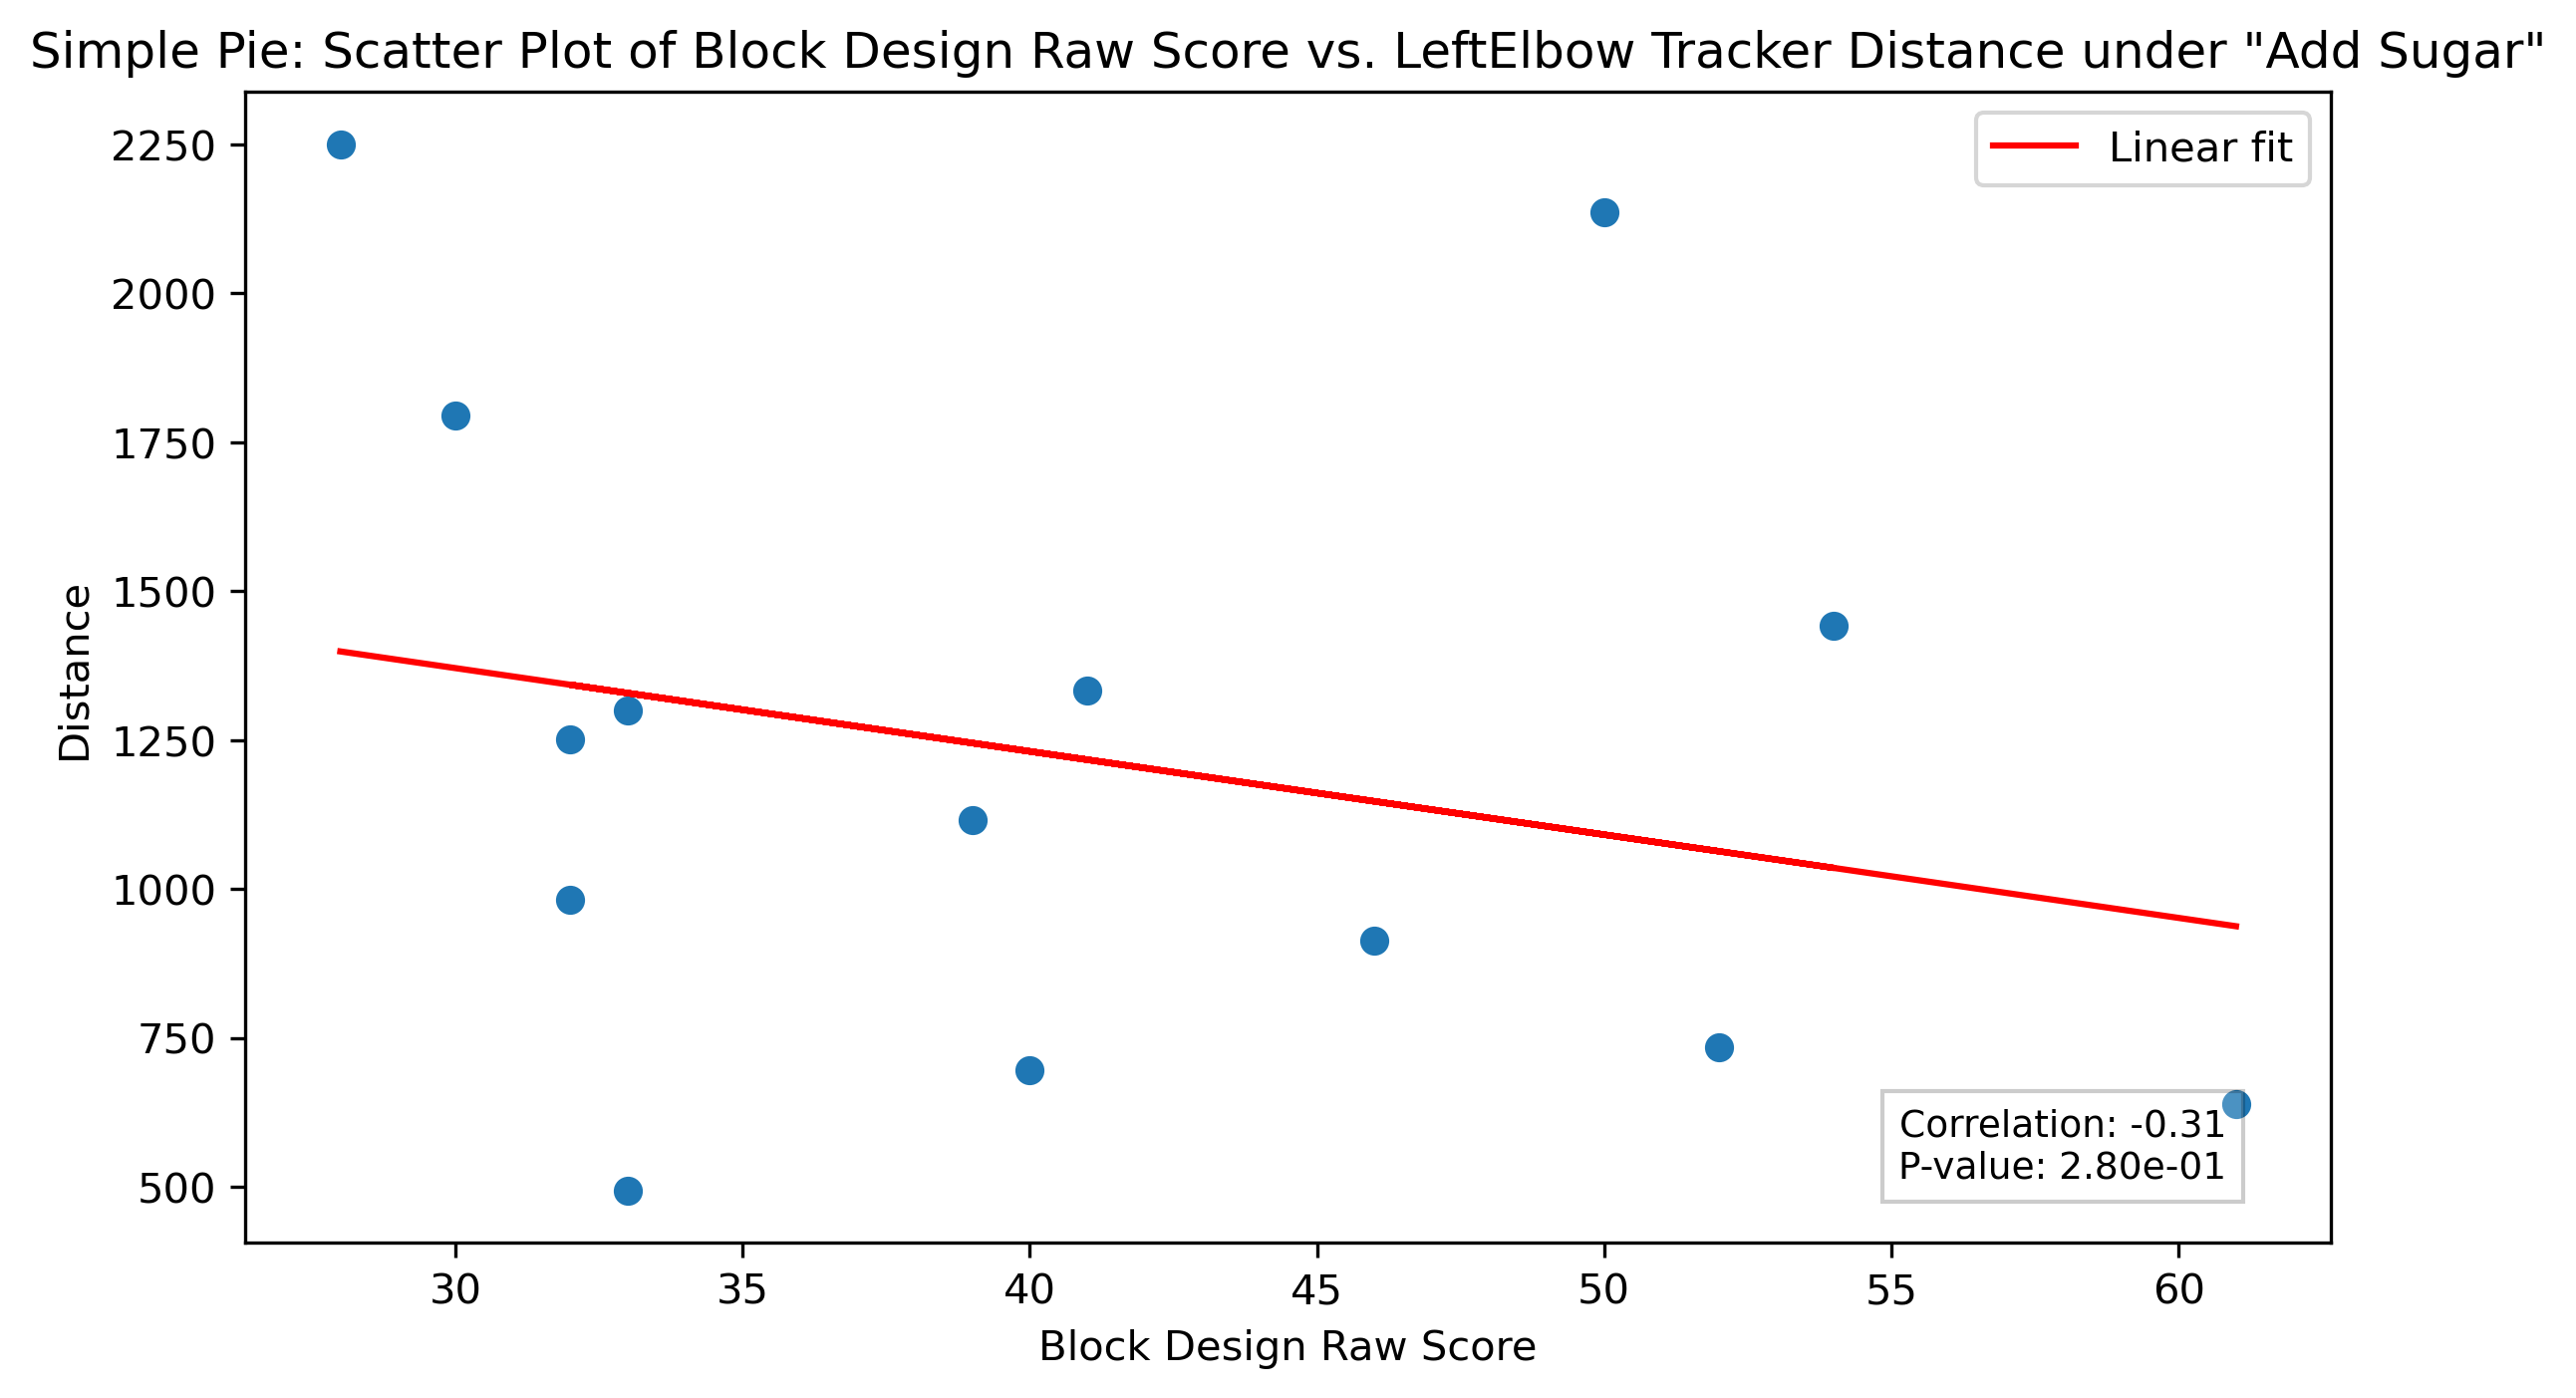 Simple Pie: Scatter Plot of Block Design Raw Score vs. LeftElbow Tracker Distance under "Add Sugar"
Linear fit
2250
2000
1750
1500
1250
1000
750
500
Distance
Correlation: -0.31
P-value: 2.80e-01
30
35
40
45
50
55
60
Block Design Raw Score